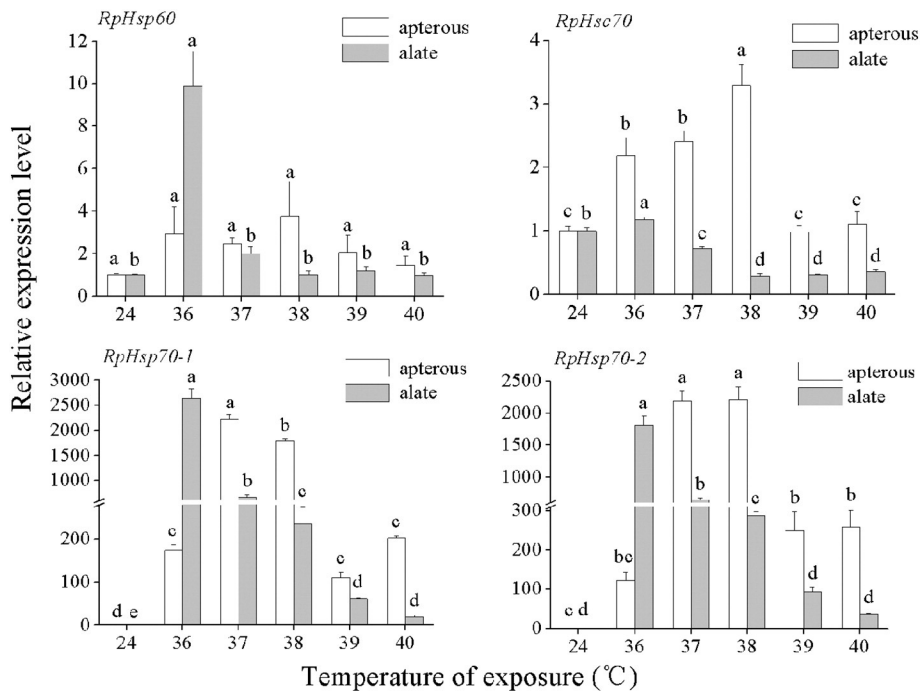 RpHsp60
apterous
alate
12
10
8
6
4
2
0
a b
a a
a b
a b
a b
a b
24 36 37 38 39 40
RpHsc70
apterous
alate
4
3
2
1
0
c b
b a
b c
a d
c d
c d
24 36 37 38 39 40
Relative expression level
RpHsp70-1
apterous
alate
3000
2500
2000
1500
1000
200
100
0
d e
c a
a b
b c
c d
c d
24 36 37 38 39 40
RpHsp70-2
apterous
alate
2500
2000
1500
1000
500
300
200
100
0
c d
bc a
a b
a c
b d
b d
24 36 37 38 39 40
Temperature of exposure (℃)